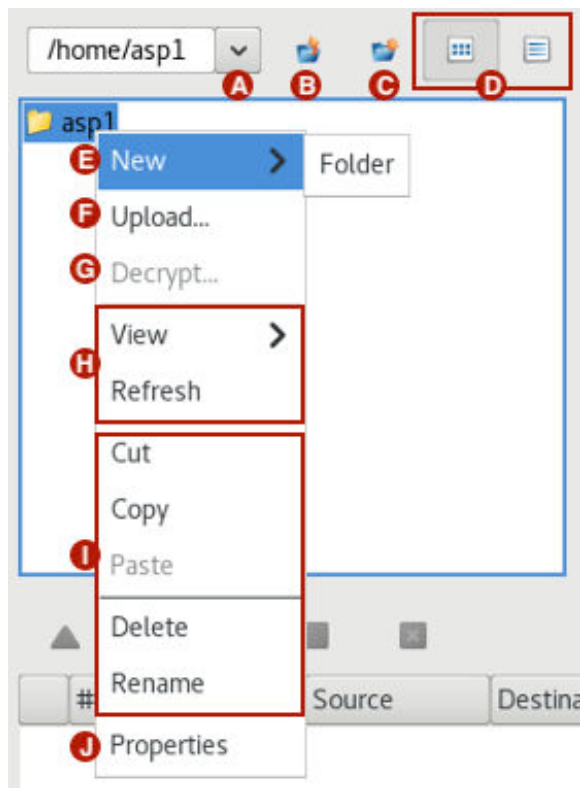 /home/asp1
A B C D
asp1
E New Folder
F Upload...
G Decrypt...
View
H
Refresh
Cut
Copy
I Paste
Delete
Rename
# Source Destina
J Properties